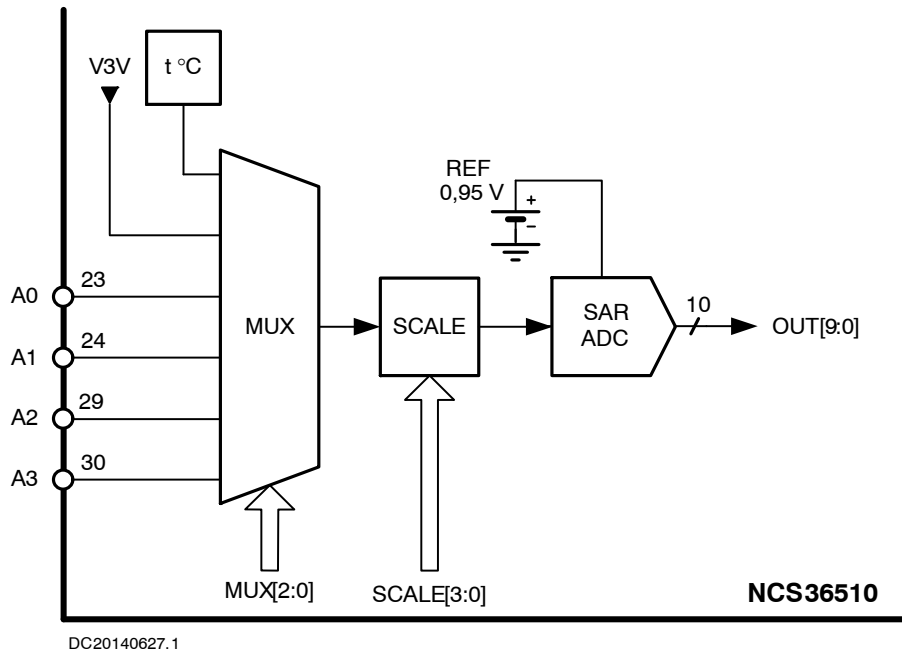 V3V
t °C
REF
0,95 V
+
−
A0
23
A1
24
A2
29
A3
30
MUX
SCALE
SAR
ADC
10
OUT[9:0]
MUX[2:0]
SCALE[3:0]
NCS36510
DC20140627.1